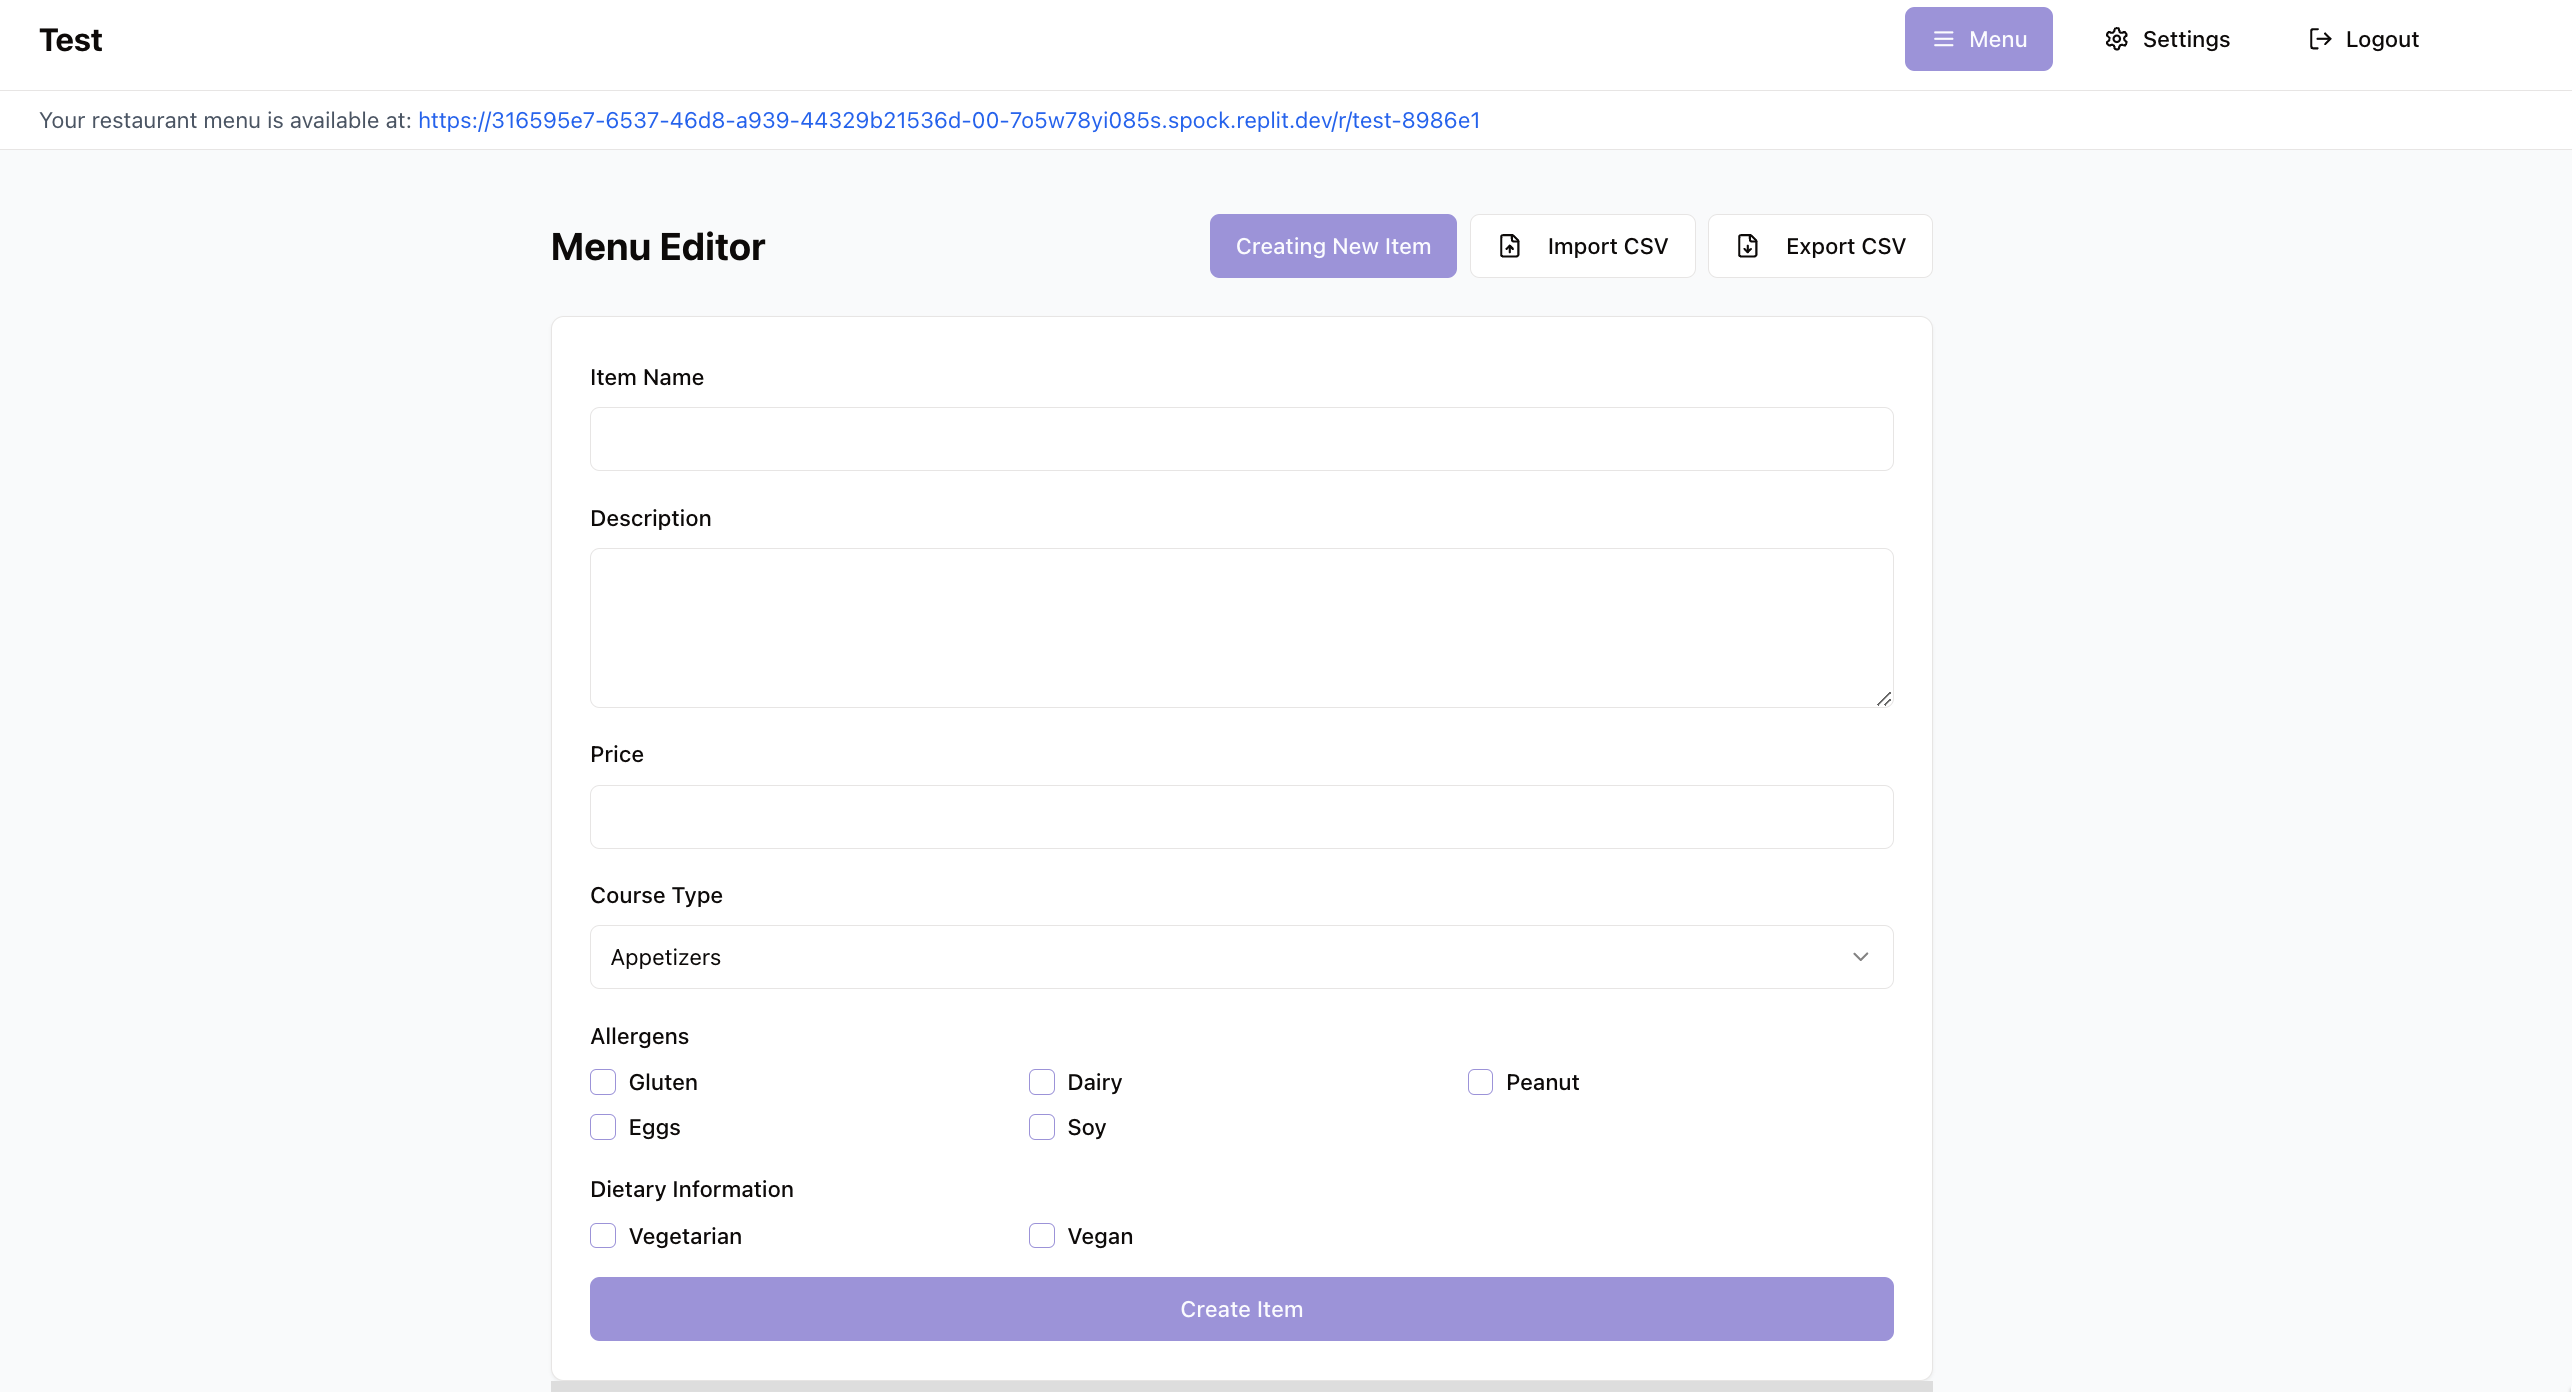 Test
Menu
Settings
Logout
Your restaurant menu is available at: https://316595e7-6537-46d8-a939-44329b21536d-00-7o5w78yi085s.spock.replit.dev/r/test-8986e1
Menu Editor
Creating New Item
Import CSV
Export CSV
Item Name
Description
Price
Course Type
Appetizers
Allergens
Gluten
Dairy
Peanut
Eggs
Soy
Dietary Information
Vegetarian
Vegan
Create Item